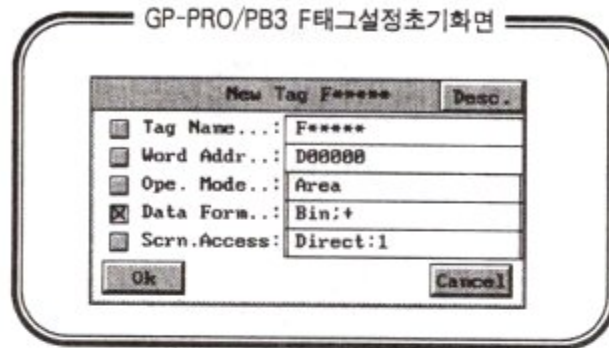 GP-PRO/PB3 F태그설정초기화면
New Tag F***** Desc.
Tag Name...: F*****
Word Addr..: D00000
Ope. Mode..: Area
Data Form..: Bin;+
Scrn.Access: Direct:1
Ok Cancel